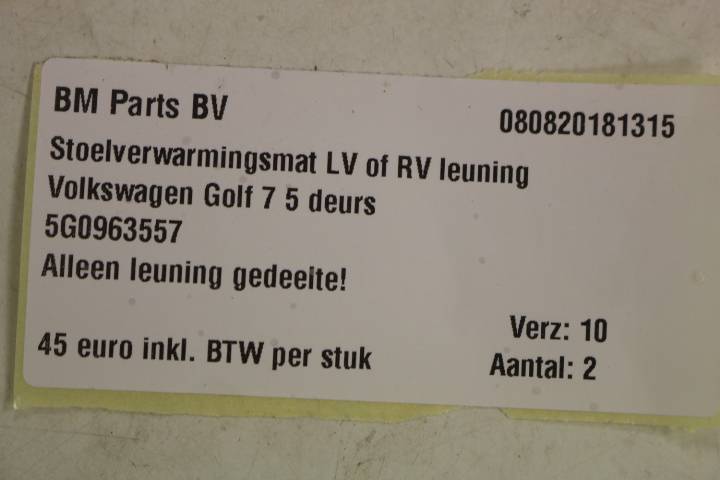 BM Parts BV
080820181315
Stoelverwarmingsmat LV of RV leuning
Volkswagen Golf 7 5 deurs
5G0963557
Alleen leuning gedeelte!
Verz: 10
45 euro inkl. BTW per stuk
Aantal: 2